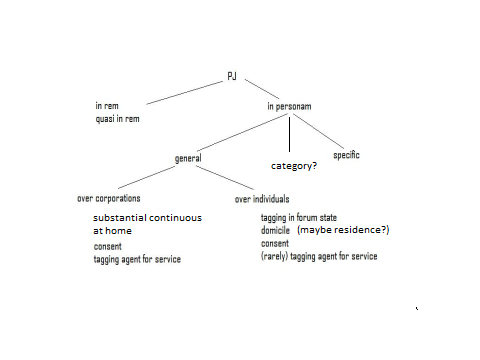 PJ
in rem
quasi in rem
in personam
general
category?
specific
over corporations
substantial continuous
at home
consent
tagging agent for service
over individuals
tagging in forum state
domicile (maybe residence?)
consent
(rarely) tagging agent for service